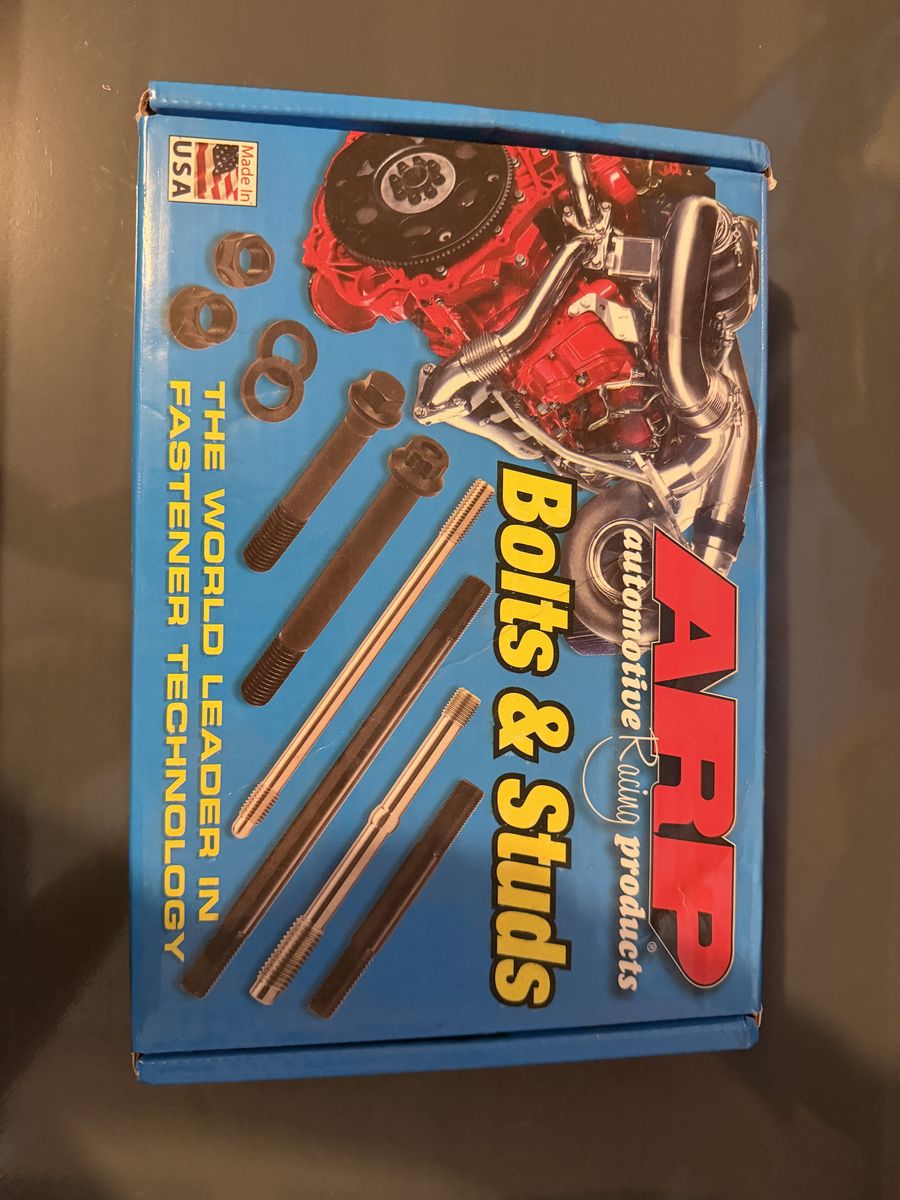 ARP
automotive Racing products®
Bolts & Studs
THE WORLD LEADER IN
FASTENER TECHNOLOGY
Made In
USA